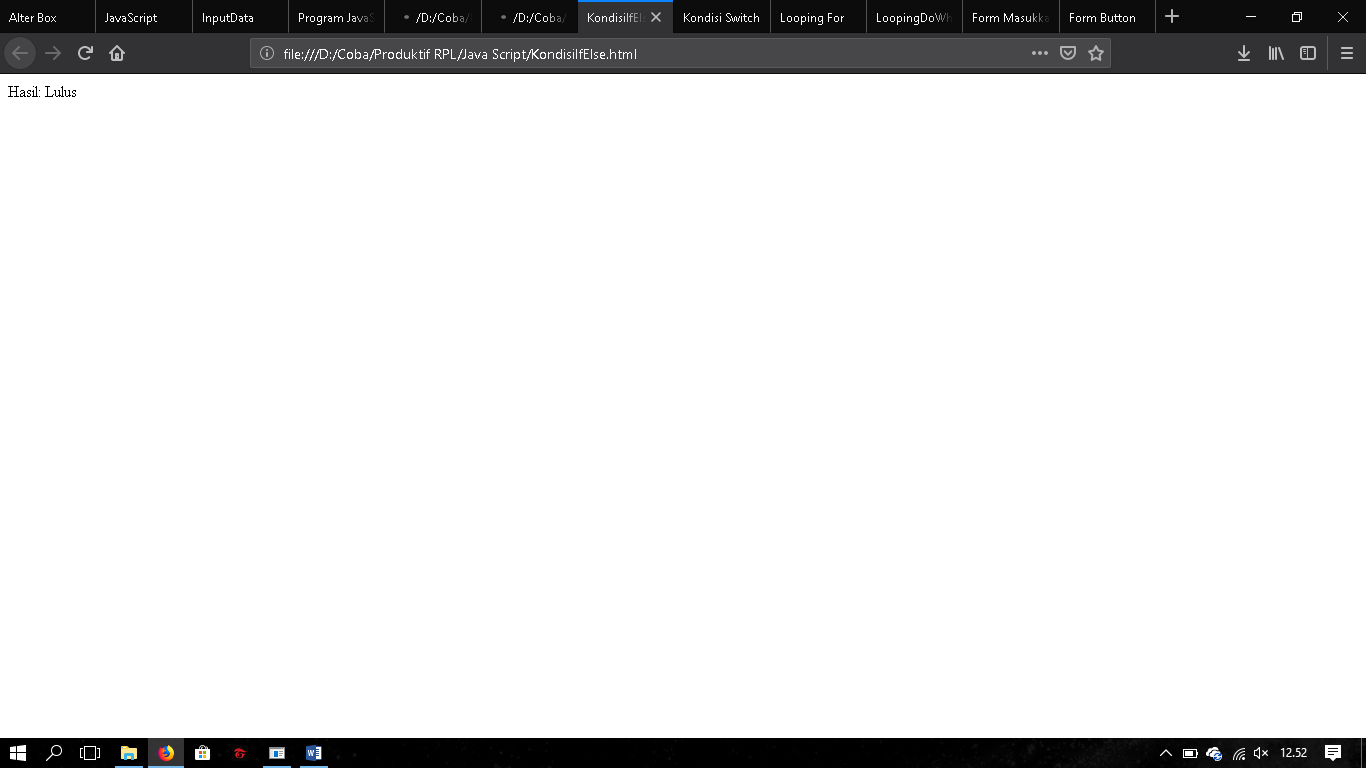 Alter Box JavaScript InputData Program JavaS /D:/Coba/ /D:/Coba/ KondisiIfEl Kondisi Switch Looping For LoopingDoWh Form Masukka Form Button
file:///D:/Coba/Produktif RPL/Java Script/KondisiIfElse.html
Hasil: Lulus
12.52